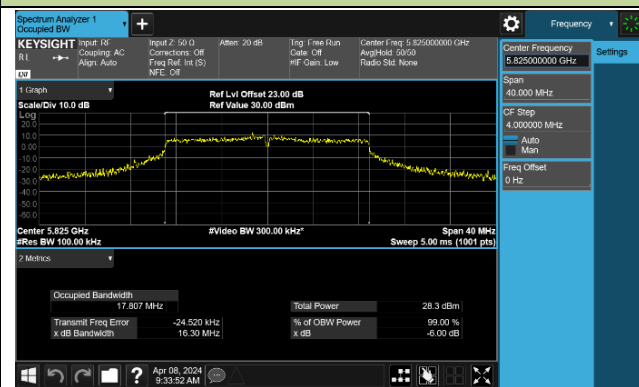 Spectrum Analyzer 1
Occupied BW
+
Frequency
KEYSIGHT
RL
Input: RF
Coupling: AC
Align: Auto
Input Z: 50 Ω
Corrections: Off
Freq Ref: Int (S)
NFE: Off
Atten: 20 dB
Trig: Free Run
Gate: Off
#IF Gain: Low
Center Freq: 5.825000000 GHz
Avg|Hold: 50/50
Radio Std: None
Center Frequency
5.825000000 GHz
Settings
Span
40.000 MHz
CF Step
4.000000 MHz
Auto
Man
Freq Offset
0 Hz
1 Graph
Scale/Div 10.0 dB
Ref Lvl Offset 23.00 dB
Ref Value 30.00 dBm
Log
20.0
10.0
0.00
-10.0
-20.0
-30.0
-40.0
-50.0
-60.0
Center 5.825 GHz
#Res BW 100.00 kHz
#Video BW 300.00 kHz*
Span 40 MHz
Sweep 5.00 ms (1001 pts)
2 Metrics
Occupied Bandwidth
17.807 MHz
Total Power 28.3 dBm
Transmit Freq Error -24.520 kHz
% of OBW Power 99.00 %
x dB Bandwidth 16.30 MHz
x dB -6.00 dB
?
Apr 08, 2024
9:33:52 AM